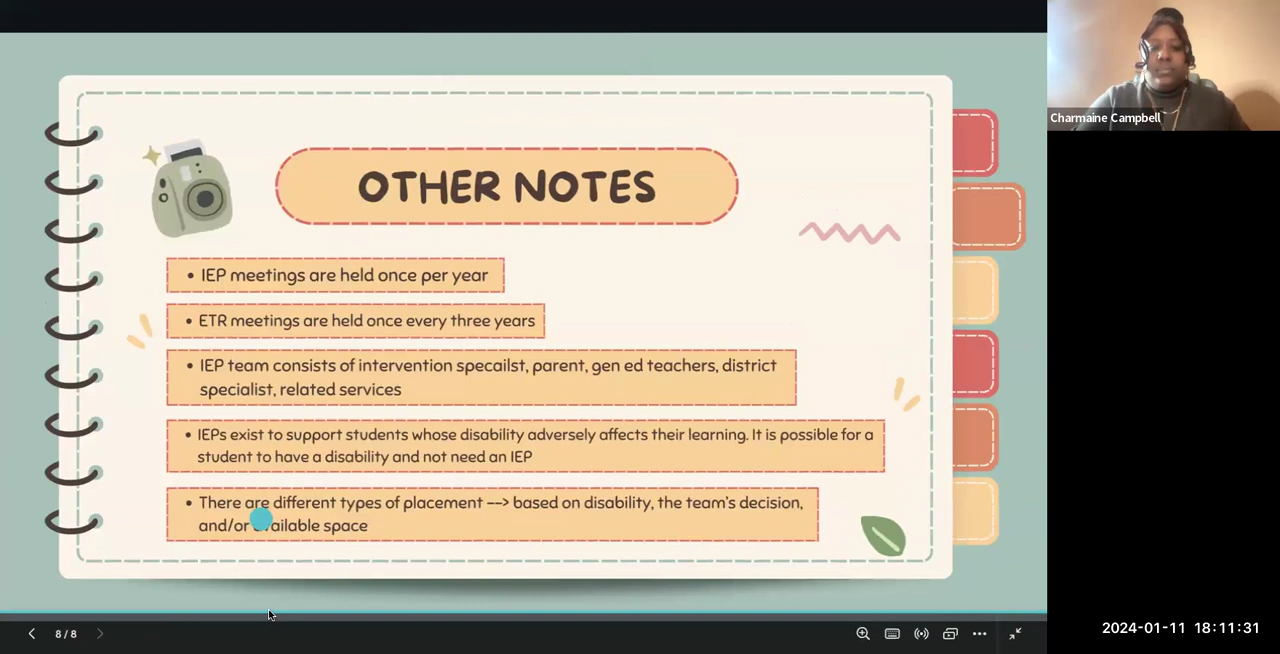 OTHER NOTES
• IEP meetings are held once per year
• ETR meetings are held once every three years
• IEP team consists of intervention specailst, parent, gen ed teachers, district
specialist, related services
• IEPs exist to support students whose disability adversely affects their learning. It is possible for a
student to have a disability and not need an IEP
• There are different types of placement --> based on disability, the team's decision,
and/or available space
Charmaine Campbell
8 / 8
2024-01-11 18:11:31